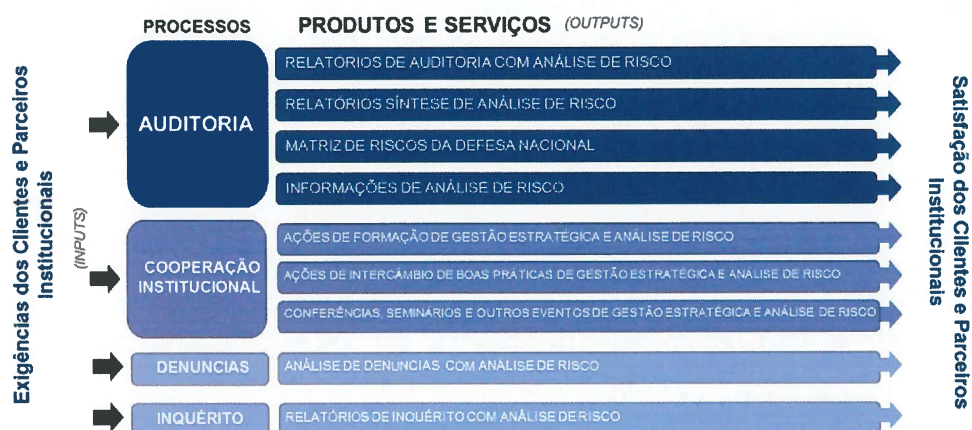 PROCESSOS
PRODUTOS E SERVIÇOS (OUTPUTS)
Exigências dos Clientes e Parceiros
Institucionais
(INPUTS)
AUDITORIA
RELATÓRIOS DE AUDITORIA COM ANÁLISE DE RISCO
RELATÓRIOS SÍNTESE DE ANÁLISE DE RISCO
MATRIZ DE RISCOS DA DEFESA NACIONAL
INFORMAÇÕES DE ANÁLISE DE RISCO
COOPERAÇÃO
INSTITUCIONAL
AÇÕES DE FORMAÇÃO DE GESTÃO ESTRATÉGICA E ANÁLISE DE RISCO
AÇÕES DE INTERCÂMBIO DE BOAS PRÁTICAS DE GESTÃO ESTRATÉGICA E ANÁLISE DE RISCO
CONFERÊNCIAS, SEMINÁRIOS E OUTROS EVENTOS DE GESTÃO ESTRATÉGICA E ANÁLISE DE RISCO
DENUNCIAS
ANÁLISE DE DENUNCIAS COM ANÁLISE DE RISCO
INQUÉRITO
RELATÓRIOS DE INQUÉRITO COM ANÁLISE DE RISCO
Satisfação dos Clientes e Parceiros
Institucionais